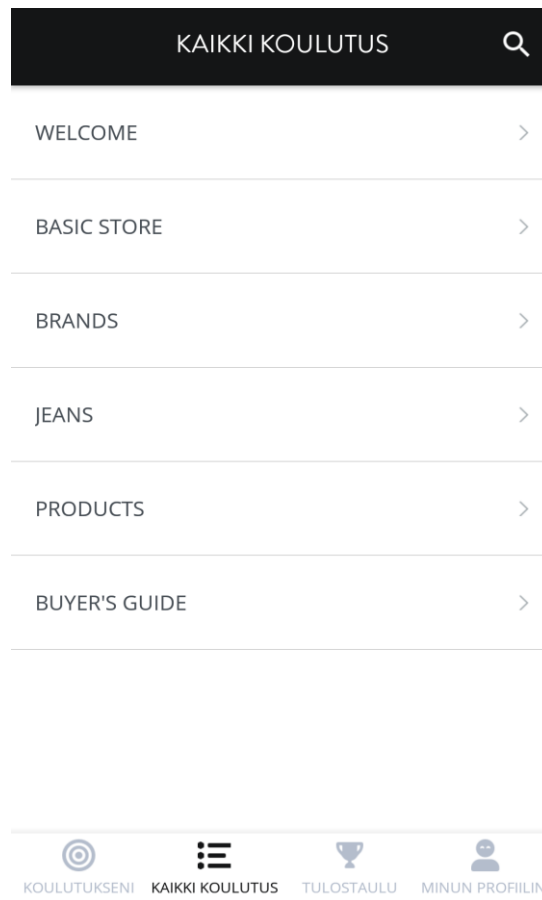 KAIKKI KOULUTUS
WELCOME
BASIC STORE
BRANDS
JEANS
PRODUCTS
BUYER'S GUIDE
KOULUTUKSENI KAIKKI KOULUTUS TULOSTAULU MINUN PROFIILIN